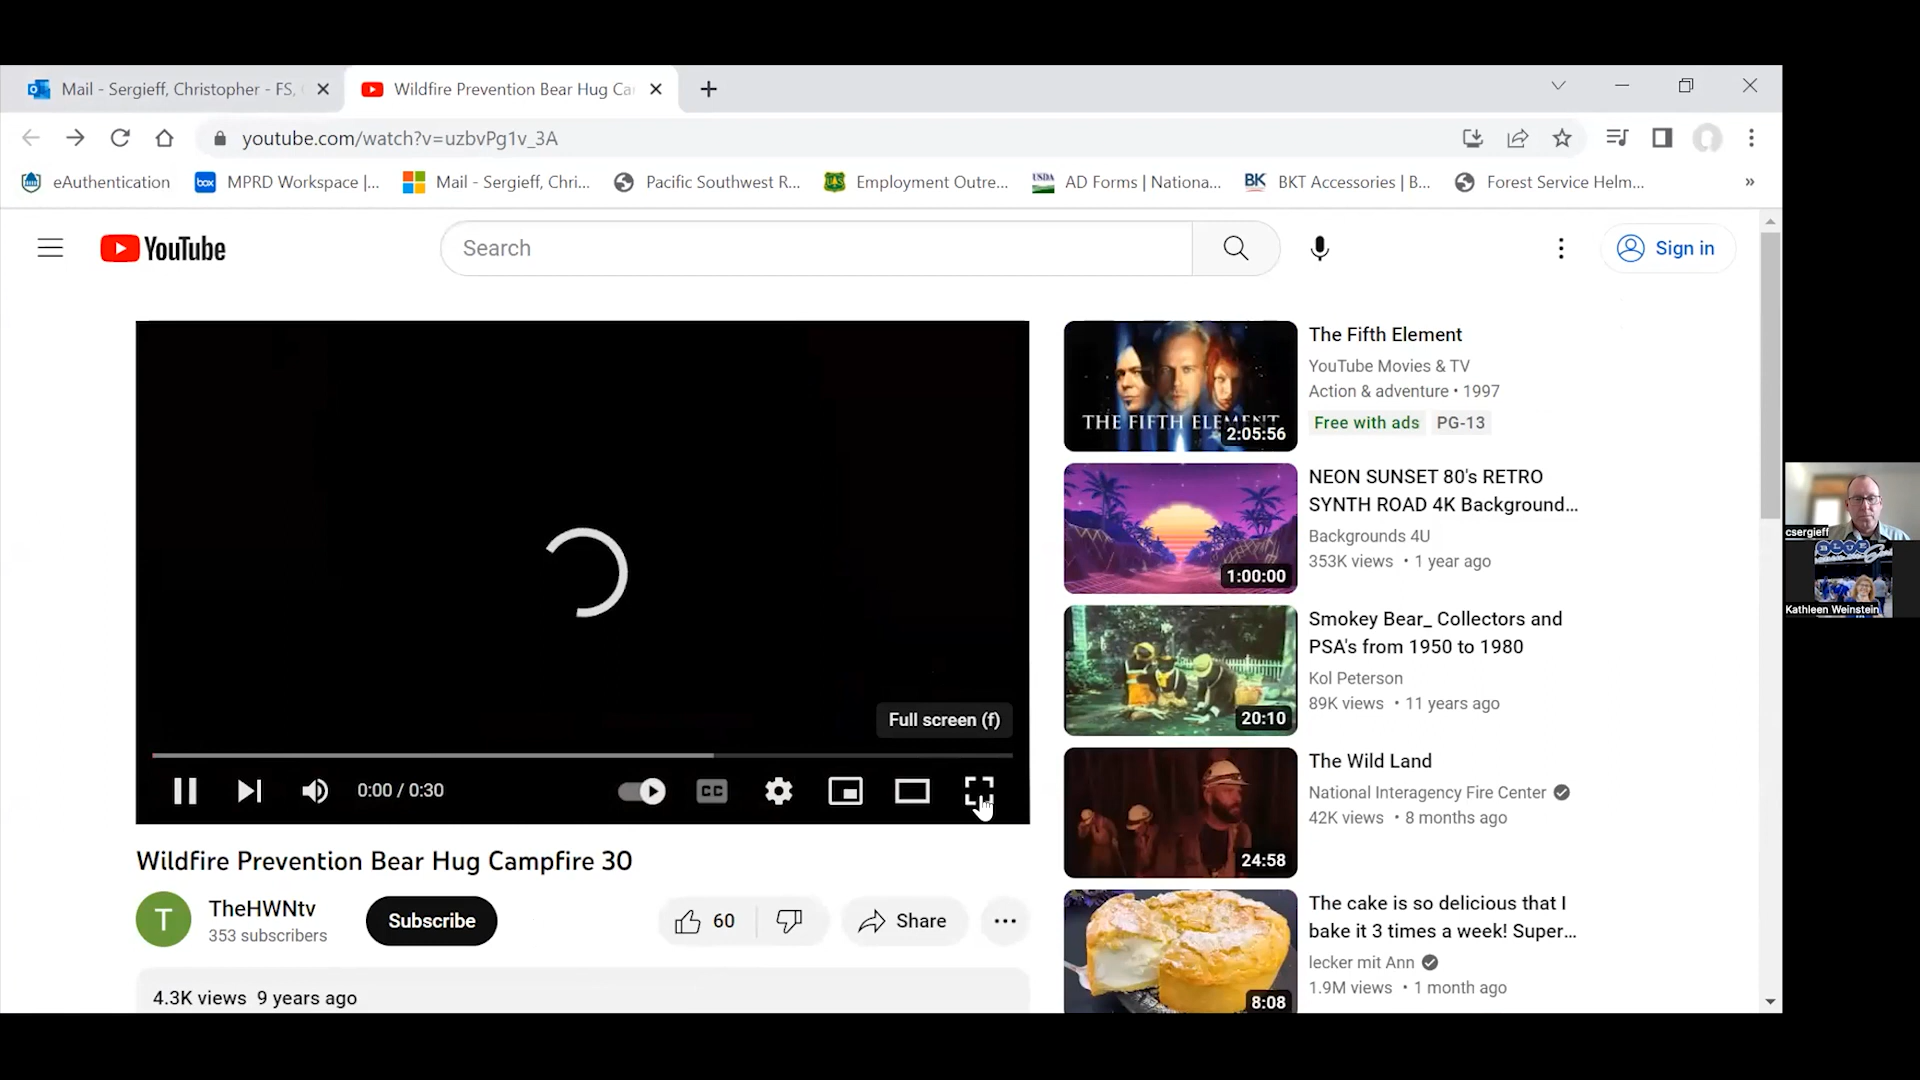 Mail - Sergieff, Christopher - FS,
Wildfire Prevention Bear Hug Ca
youtube.com/watch?v=uzbvPg1v_3A
eAuthentication
box
MPRD Workspace |...
Mail - Sergieff, Chri...
Pacific Southwest R...
Employment Outre...
USDA
AD Forms | Nationa...
BK
BKT Accessories | B...
Forest Service Helm...
»
YouTube
Search
Sign in
Full screen (f)
0:00 / 0:30
CC
Wildfire Prevention Bear Hug Campfire 30
T
TheHWNtv
353 subscribers
Subscribe
60
Share
4.3K views 9 years ago
THE FIFTH ELEMENT
2:05:56
The Fifth Element
YouTube Movies & TV
Action & adventure • 1997
Free with ads
PG-13
1:00:00
NEON SUNSET 80's RETRO
SYNTH ROAD 4K Background...
Backgrounds 4U
353K views • 1 year ago
20:10
Smokey Bear_ Collectors and
PSA's from 1950 to 1980
Kol Peterson
89K views • 11 years ago
24:58
The Wild Land
National Interagency Fire Center
42K views • 8 months ago
8:08
The cake is so delicious that I
bake it 3 times a week! Super...
lecker mit Ann
1.9M views • 1 month ago
csergieff
BLUE
Kathleen Weinstein